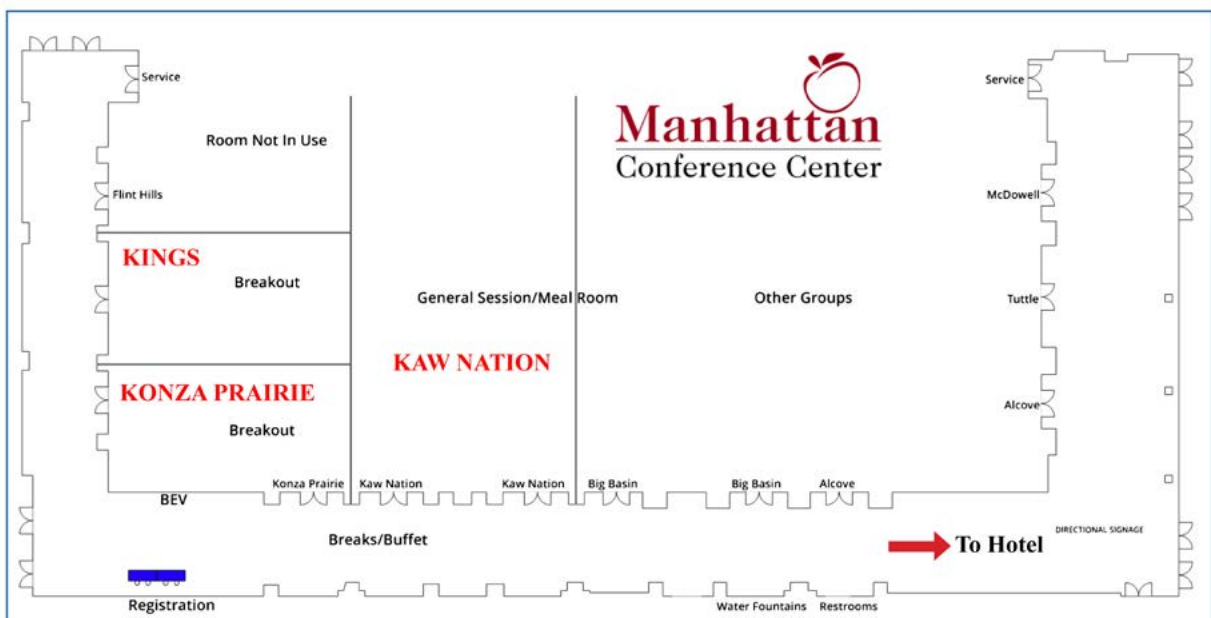 Service
Service
Manhattan
Conference Center
Room Not In Use
Flint Hills
McDowell
KINGS
Breakout
General Session/Meal Room
Other Groups
Tuttle
KAW NATION
KONZA PRAIRIE
Alcove
Breakout
Konza Prairie
Kaw Nation
Kaw Nation
Big Basin
Big Basin
Alcove
BEV
DIRECTIONAL SIGNAGE
Breaks/Buffet
To Hotel
Registration
Water Fountains
Restrooms